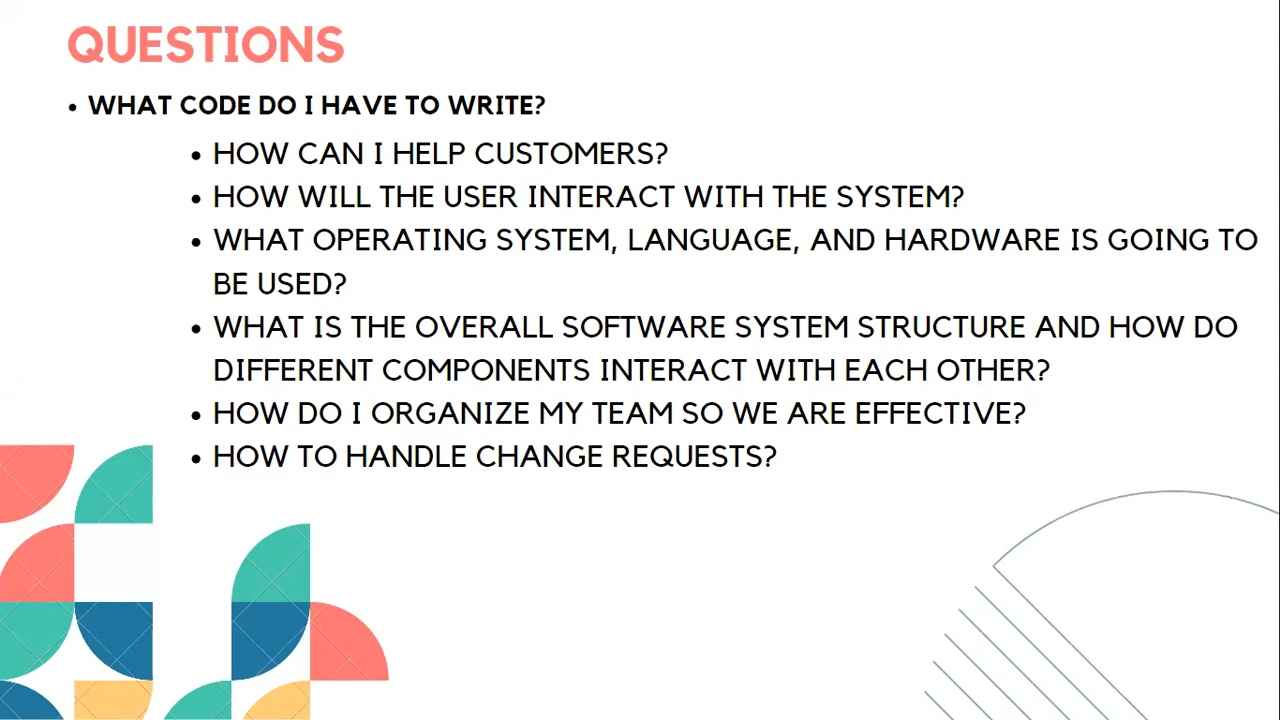 QUESTIONS
• WHAT CODE DO I HAVE TO WRITE?
• HOW CAN I HELP CUSTOMERS?
• HOW WILL THE USER INTERACT WITH THE SYSTEM?
• WHAT OPERATING SYSTEM, LANGUAGE, AND HARDWARE IS GOING TO
BE USED?
• WHAT IS THE OVERALL SOFTWARE SYSTEM STRUCTURE AND HOW DO
DIFFERENT COMPONENTS INTERACT WITH EACH OTHER?
• HOW DO I ORGANIZE MY TEAM SO WE ARE EFFECTIVE?
• HOW TO HANDLE CHANGE REQUESTS?